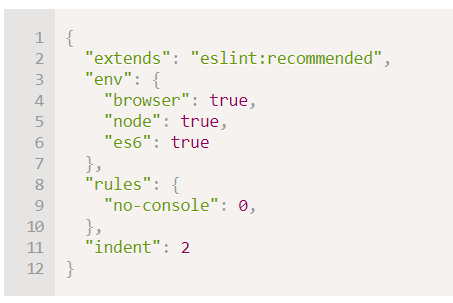 1 {
2   "extends": "eslint:recommended",
3   "env": {
4     "browser": true,
5     "node": true,
6     "es6": true
7   },
8   "rules": {
9     "no-console": 0,
10   },
11   "indent": 2
12 }